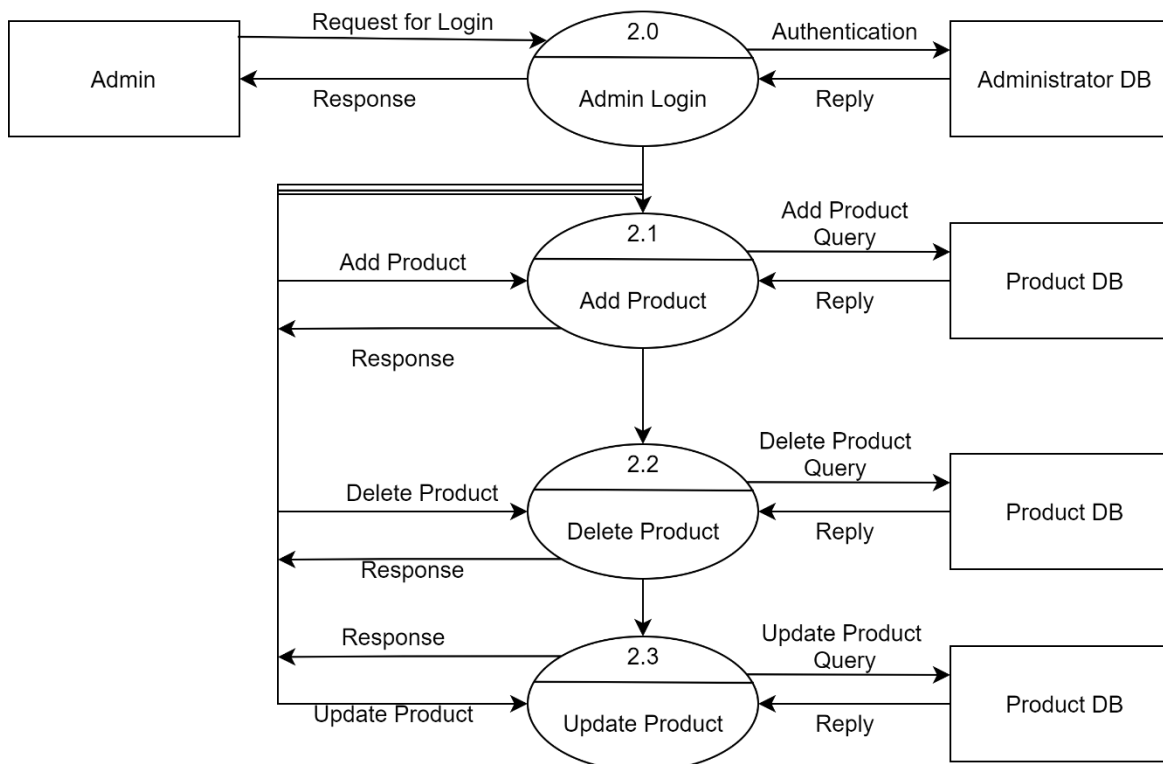 Request for Login
2.0
Authentication
Admin
Admin Login
Administrator DB
Response
Reply
Add Product
Query
2.1
Add Product
Add Product
Product DB
Reply
Response
Delete Product
Query
2.2
Delete Product
Delete Product
Product DB
Reply
Response
Response
Update Product
Query
2.3
Update Product
Update Product
Product DB
Reply